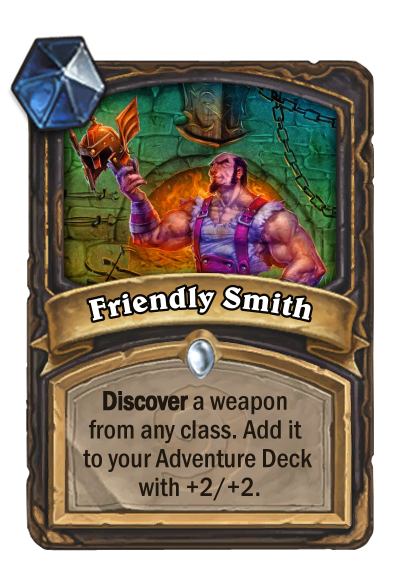 Friendly Smith
Discover a weapon
from any class. Add it
to your Adventure Deck
with +2/+2.